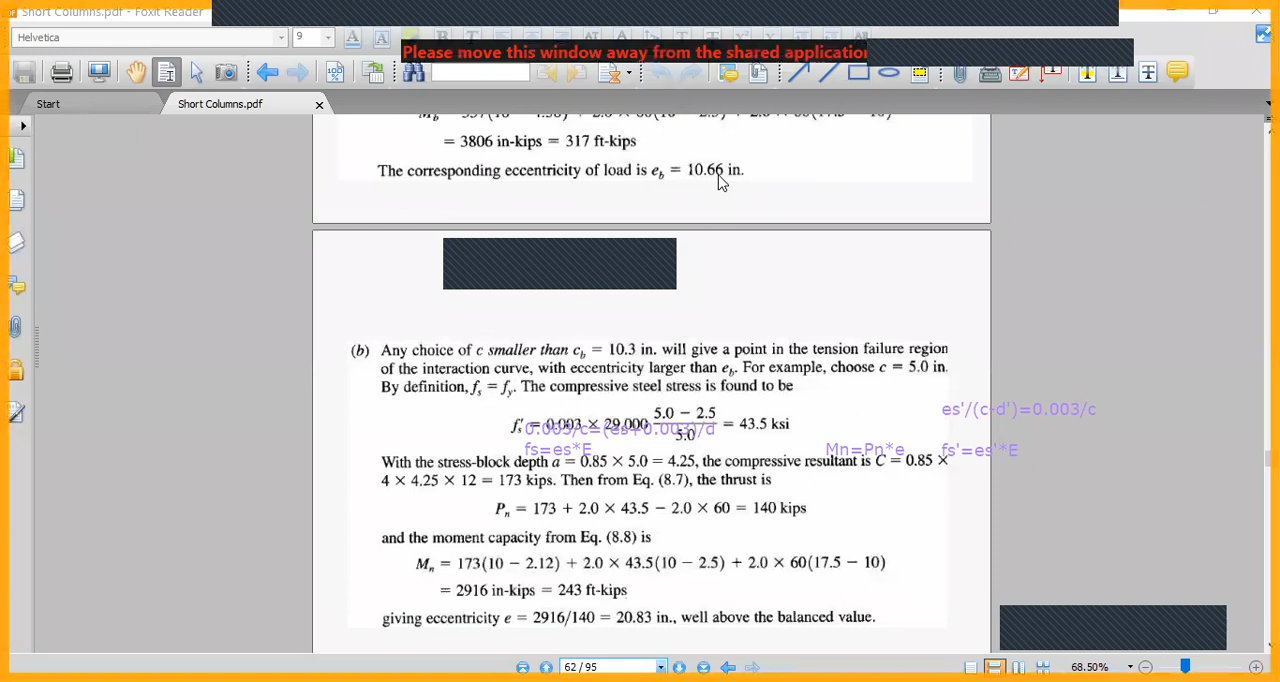 Short Columns.pdf - Foxit Reader
Helvetica 9
Please move this window away from the shared application
Start Short Columns.pdf
= 3806 in-kips = 317 ft-kips
The corresponding eccentricity of load is e_b = 10.66 in.
(b) Any choice of c smaller than c_b = 10.3 in. will give a point in the tension failure region
of the interaction curve, with eccentricity larger than e_b. For example, choose c = 5.0 in.
By definition, f_s = f_y. The compressive steel stress is found to be
f'_s = 0.003 × 29,000 (5.0 − 2.5)/5.0 = 43.5 ksi
es'/(c-d')=0.003/c
0.003/c=(es+0.003)/d
fs=es*E
Mn=Pn*e
fs'=es'*E
With the stress-block depth a = 0.85 × 5.0 = 4.25, the compressive resultant is C = 0.85 ×
4 × 4.25 × 12 = 173 kips. Then from Eq. (8.7), the thrust is
P_n = 173 + 2.0 × 43.5 − 2.0 × 60 = 140 kips
and the moment capacity from Eq. (8.8) is
M_n = 173(10 − 2.12) + 2.0 × 43.5(10 − 2.5) + 2.0 × 60(17.5 − 10)
= 2916 in-kips = 243 ft-kips
giving eccentricity e = 2916/140 = 20.83 in., well above the balanced value.
62 / 95
68.50%